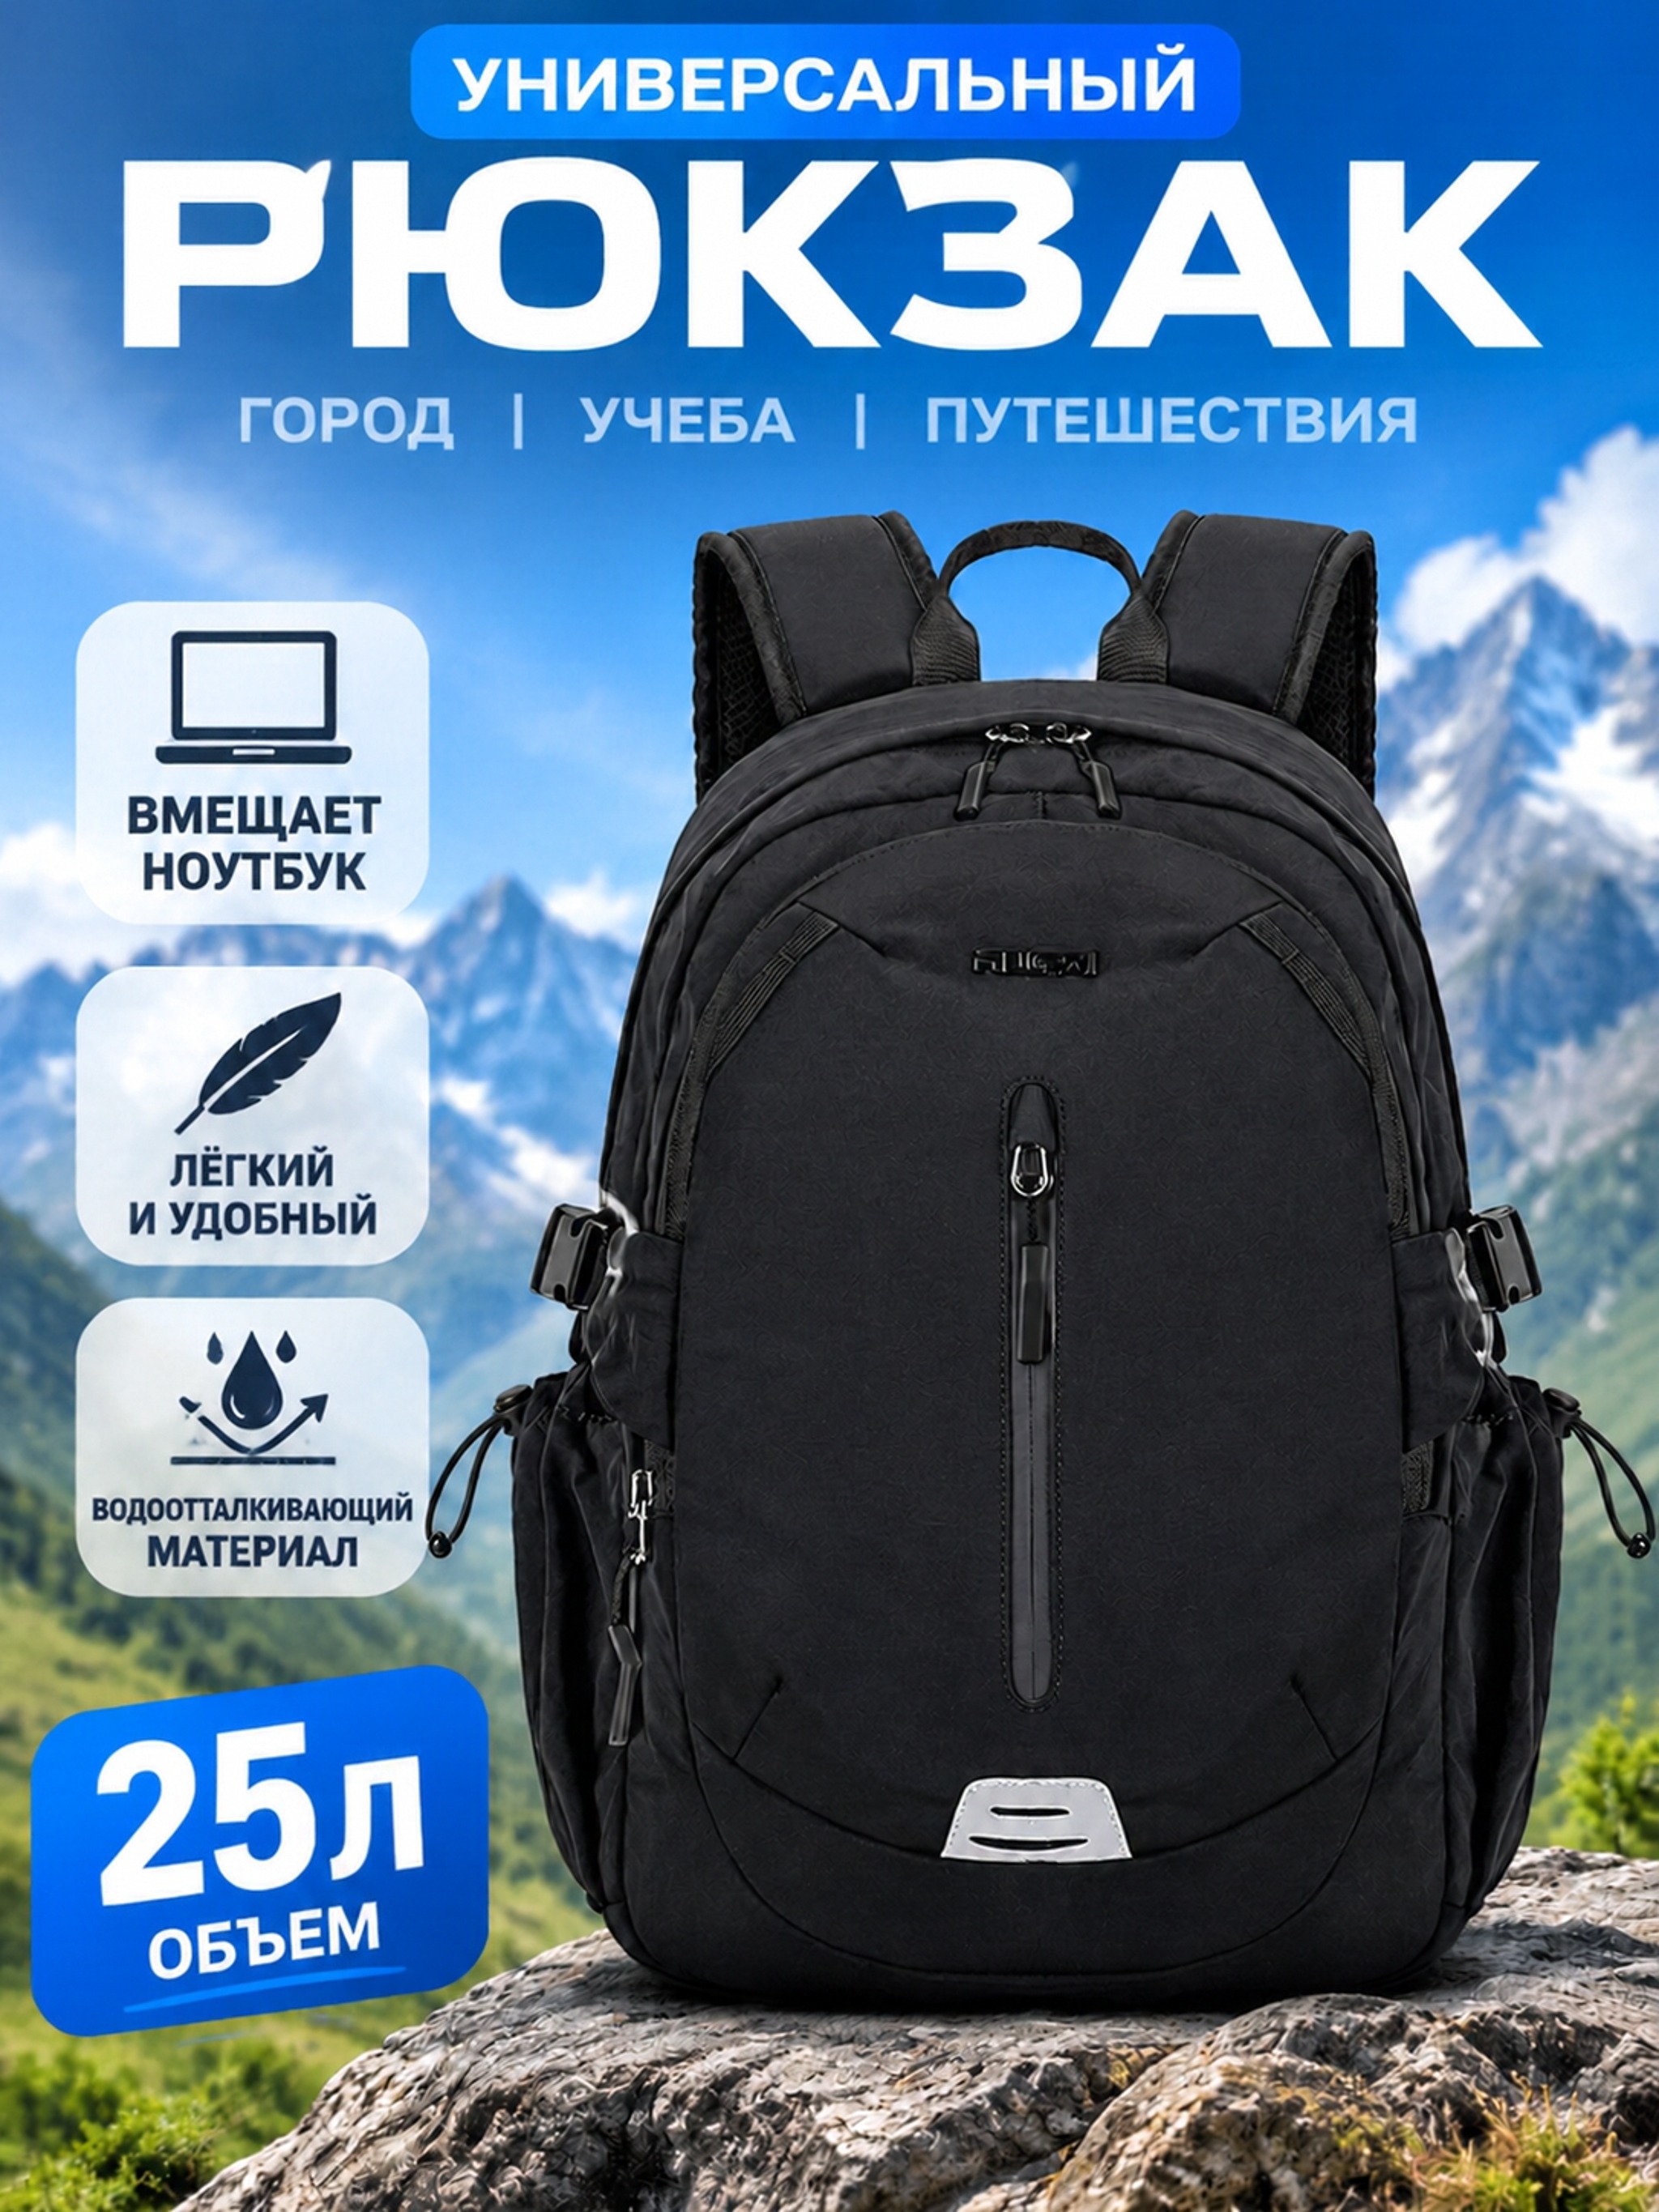 УНИВЕРСАЛЬНЫЙ
РЮКЗАК
ГОРОД | УЧЕБА | ПУТЕШЕСТВИЯ
ВМЕЩАЕТ
НОУТБУК
ЛЁГКИЙ
И УДОБНЫЙ
ВОДООТТАЛКИВАЮЩИЙ
МАТЕРИАЛ
25л
ОБЪЕМ